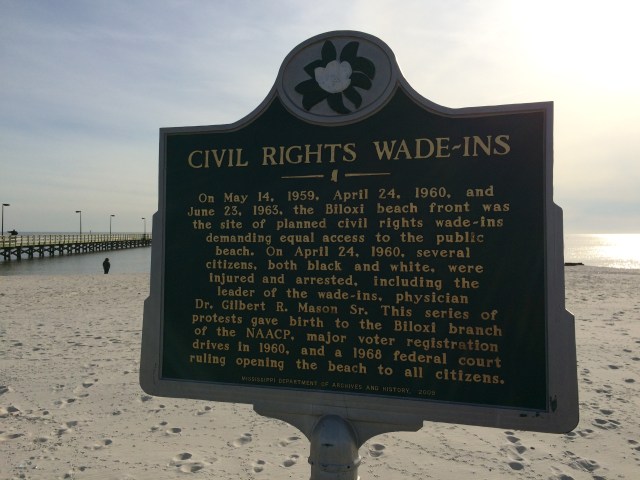 CIVIL RIGHTS WADE-INS
On May 14, 1959, April 24, 1960, and
June 23, 1963, the Biloxi beach front was
the site of planned civil rights wade-ins
demanding equal access to the public
beach. On April 24, 1960, several
citizens, both black and white, were
injured and arrested, including the
leader of the wade-ins, physician
Dr. Gilbert R. Mason Sr. This series of
protests gave birth to the Biloxi branch
of the NAACP, major voter registration
drives in 1960, and a 1968 federal court
ruling opening the beach to all citizens.
MISSISSIPPI DEPARTMENT OF ARCHIVES AND HISTORY